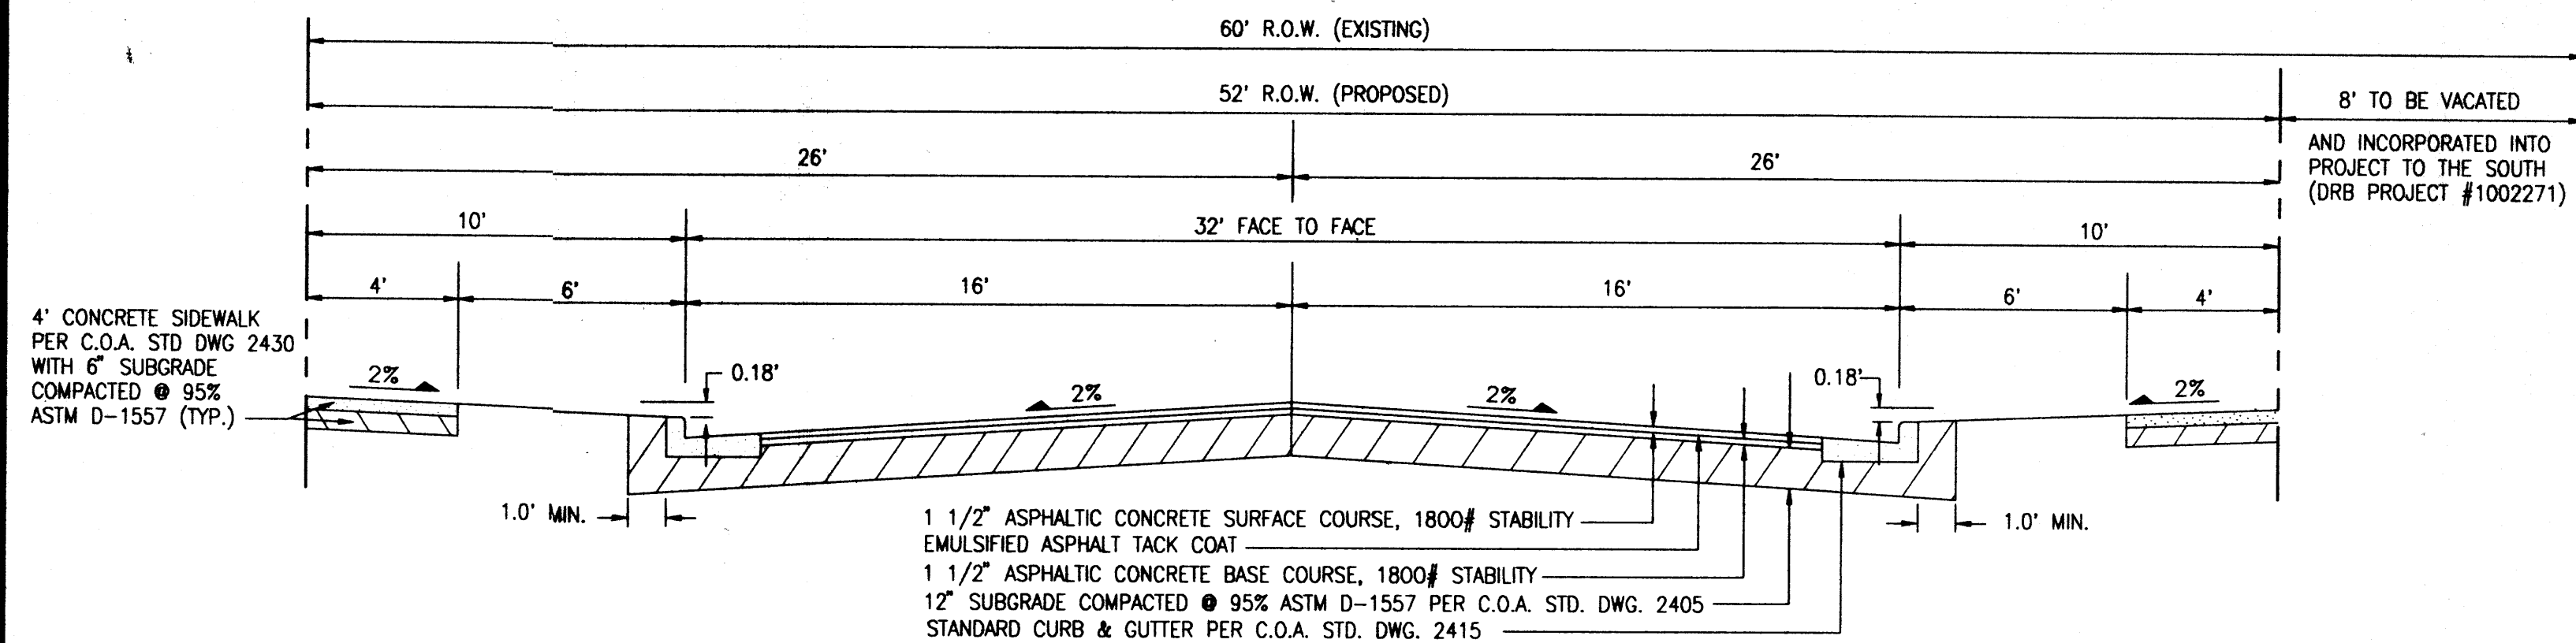 60' R.O.W. (EXISTING)
52' R.O.W. (PROPOSED)
8' TO BE VACATED
AND INCORPORATED INTO
PROJECT TO THE SOUTH
(DRB PROJECT #1002271)
26'
26'
10'
32' FACE TO FACE
10'
4'
6'
16'
16'
6'
4'
4' CONCRETE SIDEWALK
PER C.O.A. STD DWG 2430
WITH 6" SUBGRADE
COMPACTED @ 95%
ASTM D-1557 (TYP.)
2%
0.18'
2%
2%
0.18'
2%
1.0' MIN.
1.0' MIN.
1 1/2" ASPHALTIC CONCRETE SURFACE COURSE, 1800# STABILITY
EMULSIFIED ASPHALT TACK COAT
1 1/2" ASPHALTIC CONCRETE BASE COURSE, 1800# STABILITY
12" SUBGRADE COMPACTED @ 95% ASTM D-1557 PER C.O.A. STD. DWG. 2405
STANDARD CURB & GUTTER PER C.O.A. STD. DWG. 2415